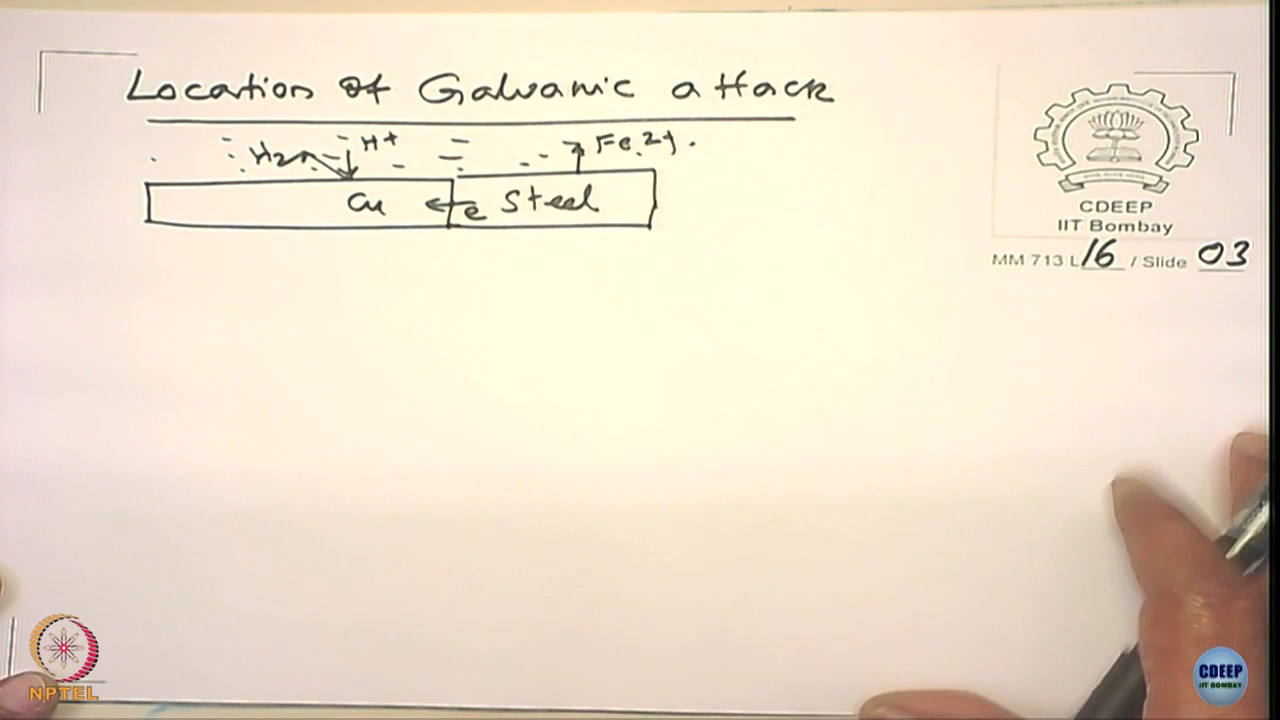 Location of Galvanic attack
H2 H+ Fe2+.
Cu ← e Steel
CDEEP
IIT Bombay
MM 713 L 16 / Slide 03
NPTEL
CDEEP
IIT BOMBAY